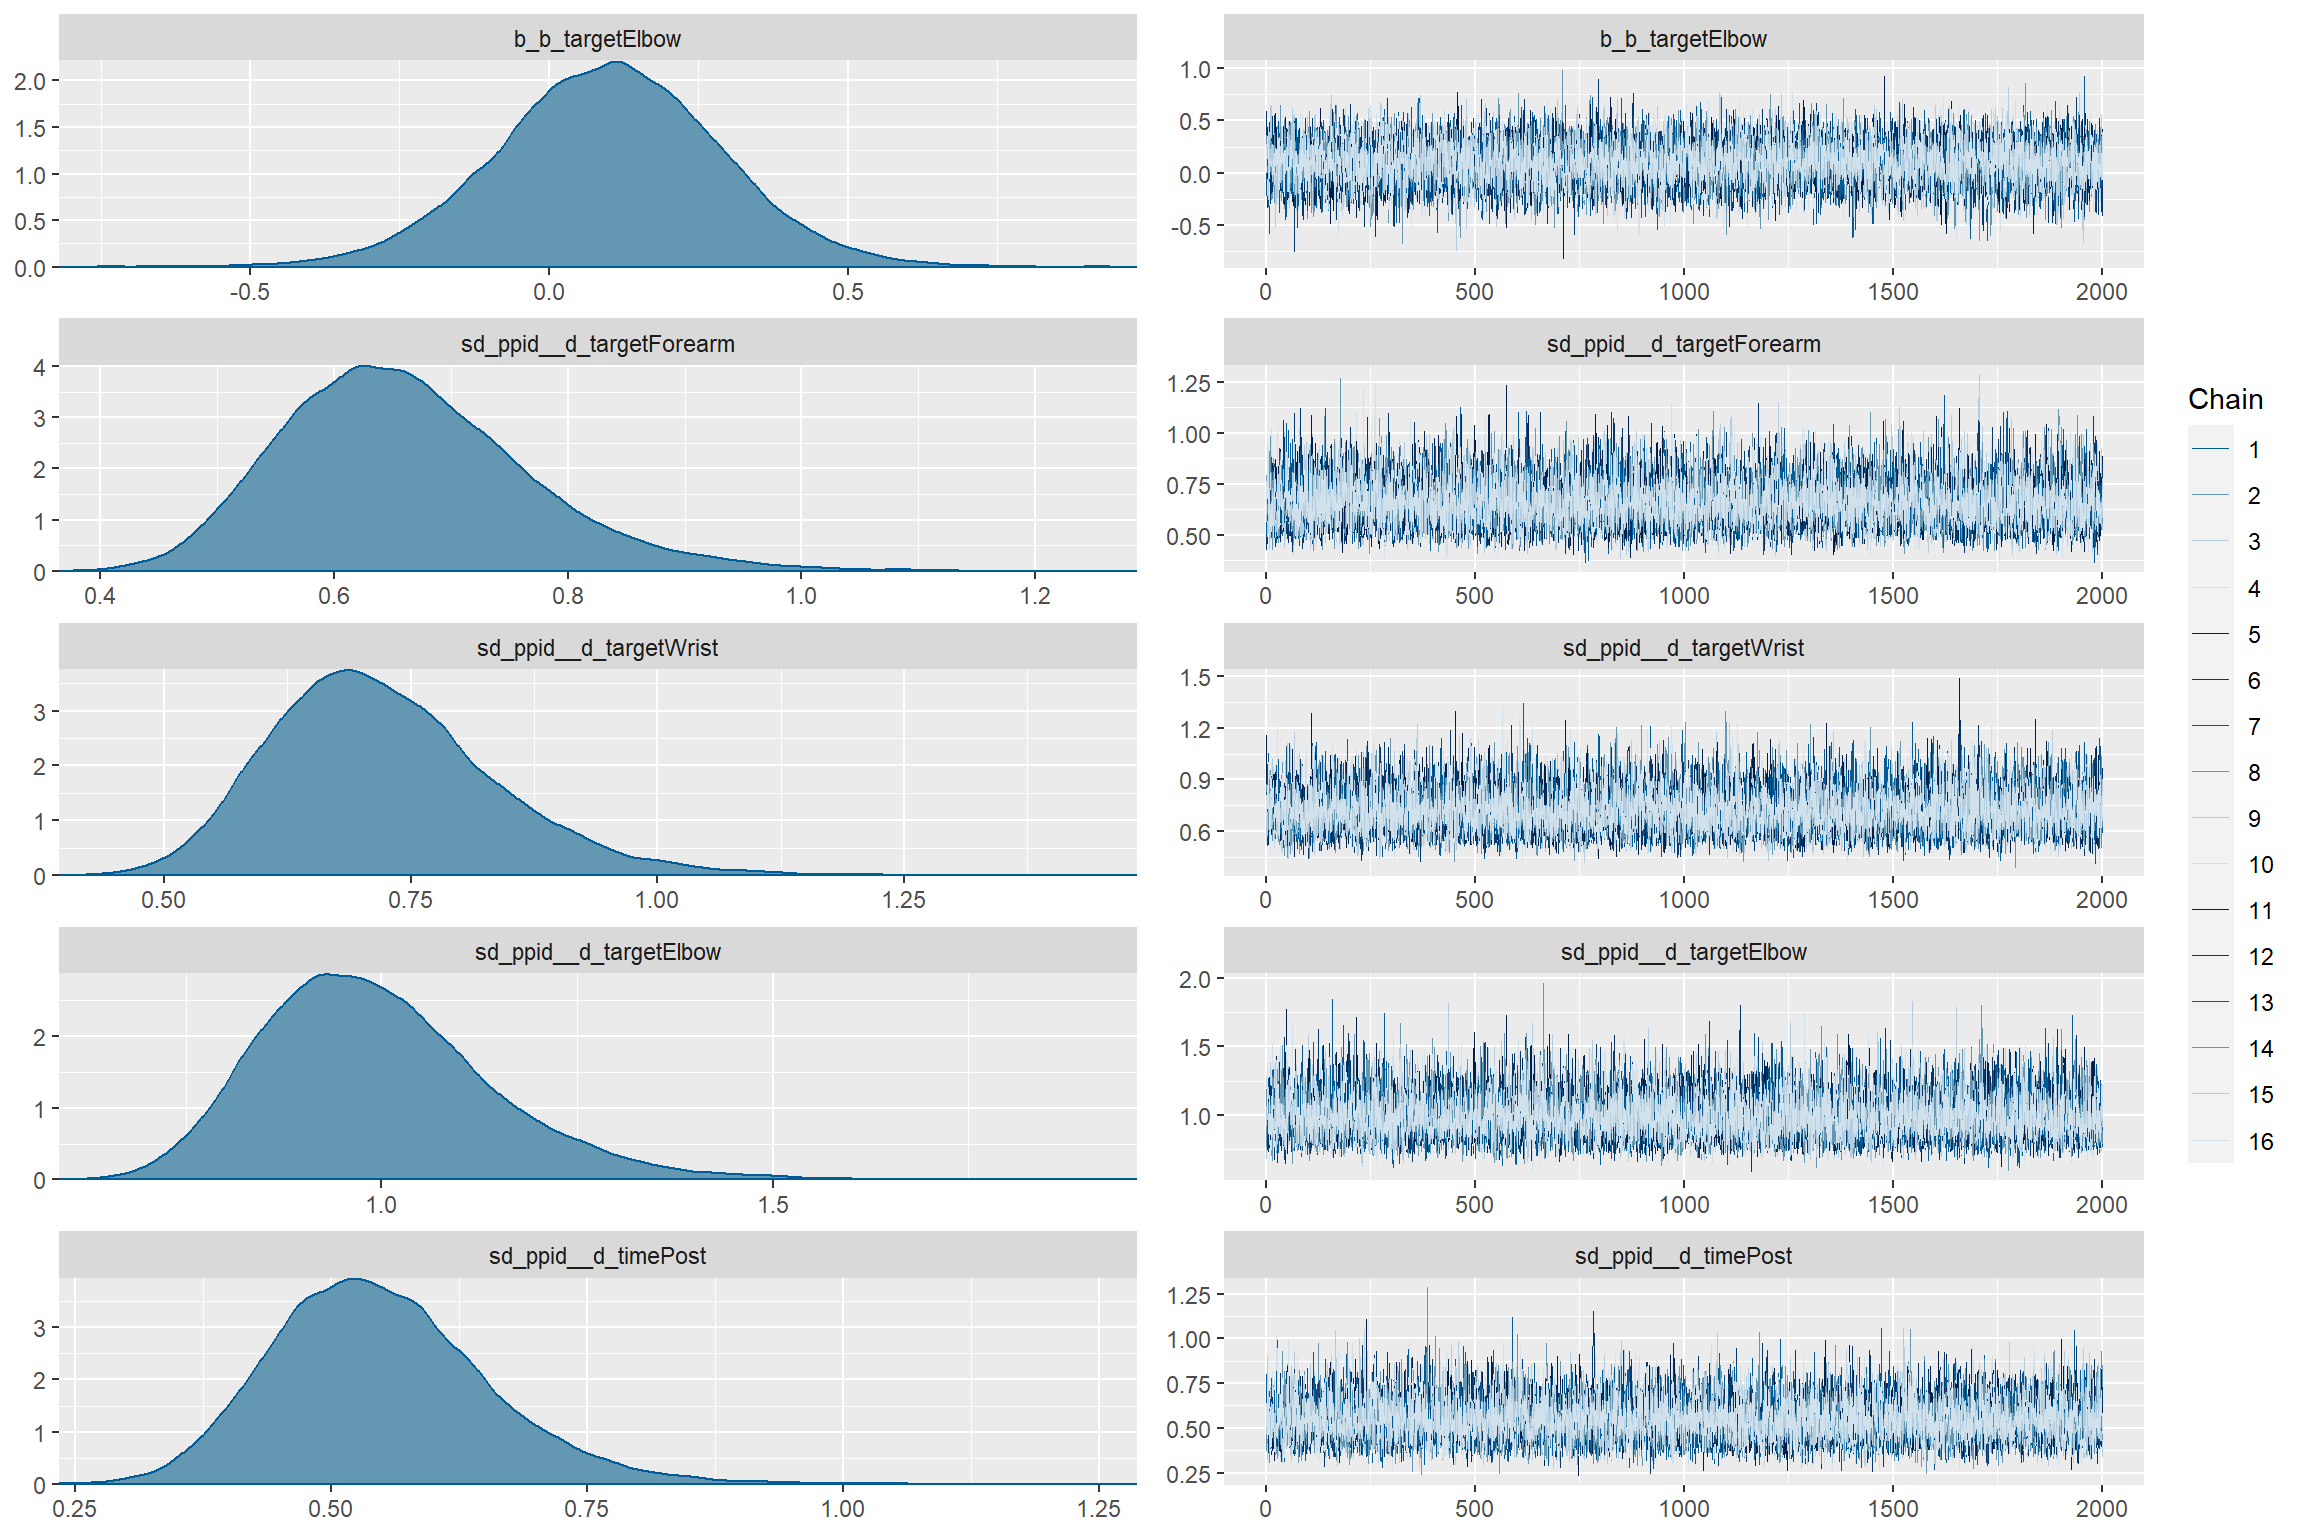 b_b_targetElbow
b_b_targetElbow
2.0
1.5
1.0
0.5
0.0
-0.5 0.0 0.5
1.0
0.5
0.0
-0.5
0 500 1000 1500 2000
sd_ppid__d_targetForearm
sd_ppid__d_targetForearm
4
3
2
1
0
0.4 0.6 0.8 1.0 1.2
1.25
1.00
0.75
0.50
0 500 1000 1500 2000
sd_ppid__d_targetWrist
sd_ppid__d_targetWrist
3
2
1
0
0.50 0.75 1.00 1.25
1.5
1.2
0.9
0.6
0 500 1000 1500 2000
sd_ppid__d_targetElbow
sd_ppid__d_targetElbow
2
1
0
1.0 1.5
2.0
1.5
1.0
0 500 1000 1500 2000
sd_ppid__d_timePost
sd_ppid__d_timePost
3
2
1
0
0.25 0.50 0.75 1.00 1.25
1.25
1.00
0.75
0.50
0.25
0 500 1000 1500 2000
Chain
1
2
3
4
5
6
7
8
9
10
11
12
13
14
15
16